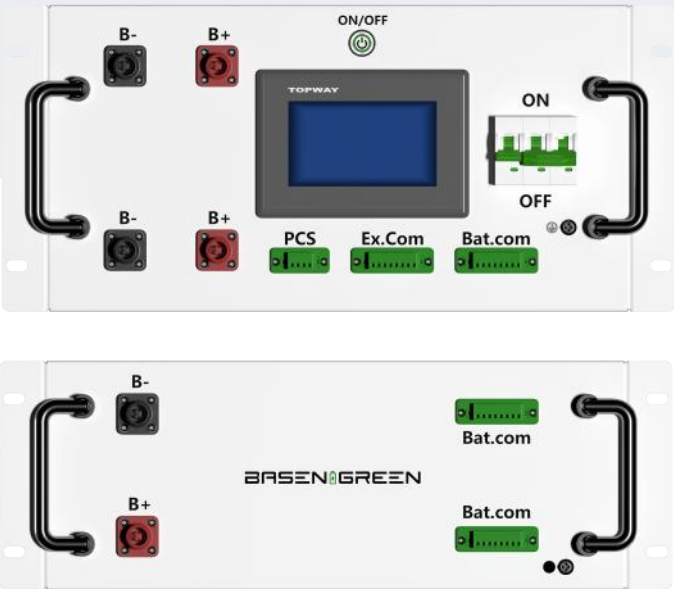 ON/OFF
B-
B+
TOPWAY
ON
OFF
B-
B+
PCS
Ex.Com
Bat.com
B-
Bat.com
BASENGREEN
B+
Bat.com